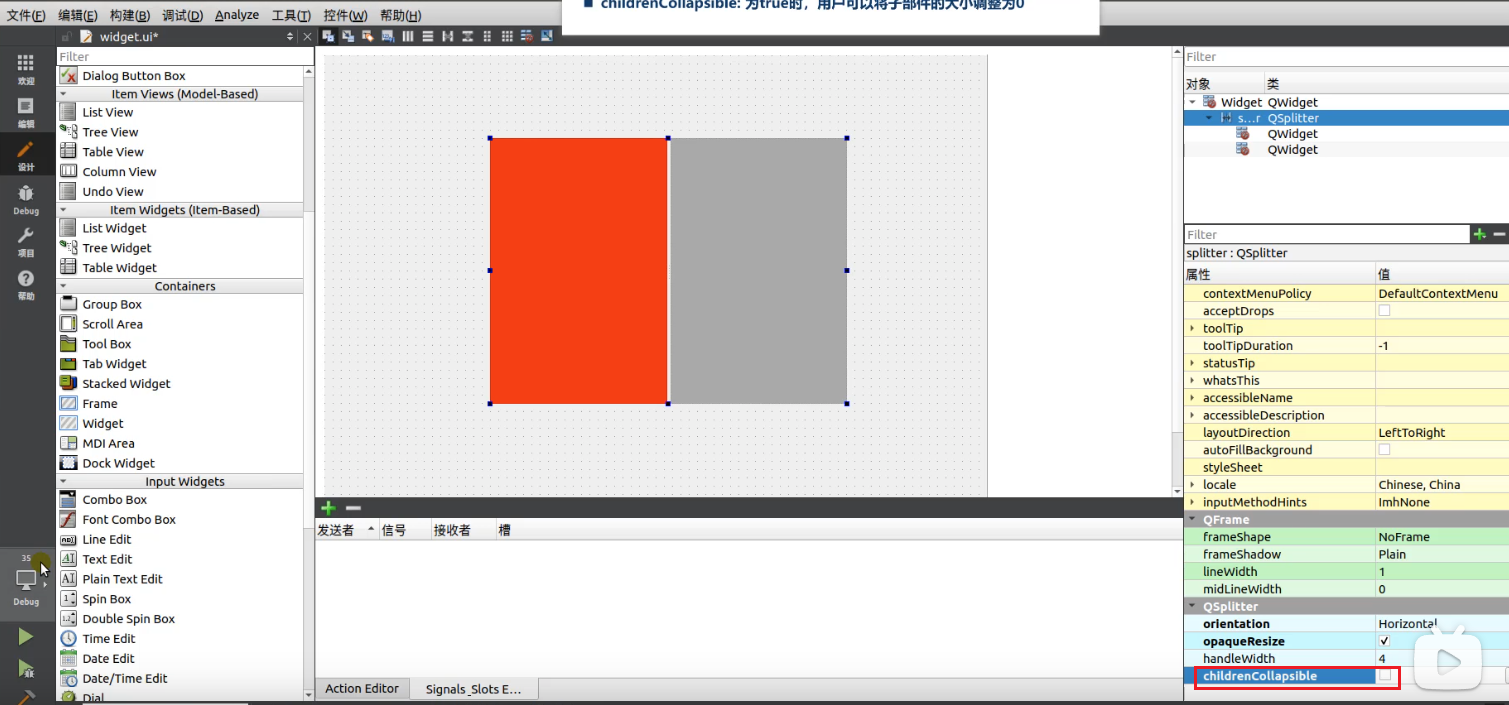 ■ childrenCollapsible: 为true时，用户可以将子部件的大小调整为0
文件(F) 编辑(E) 构建(B) 调试(D) Analyze 工具(T) 控件(W) 帮助(H)
widget.ui*
Filter
Dialog Button Box
Item Views (Model-Based)
List View
Tree View
Table View
Column View
Undo View
Item Widgets (Item-Based)
List Widget
Tree Widget
Table Widget
Containers
Group Box
Scroll Area
Tool Box
Tab Widget
Stacked Widget
Frame
Widget
MDI Area
Dock Widget
Input Widgets
Combo Box
Font Combo Box
Line Edit
Text Edit
Plain Text Edit
Spin Box
Double Spin Box
Time Edit
Date Edit
Date/Time Edit
Dial
欢迎
编辑
设计
Debug
项目
帮助
35
Debug
发送者 信号 接收者 槽
Action Editor Signals_Slots E...
Filter
对象 类
Widget QWidget
s...r QSplitter
QWidget
QWidget
Filter
splitter : QSplitter
属性 值
contextMenuPolicy DefaultContextMenu
acceptDrops
toolTip
toolTipDuration -1
statusTip
whatsThis
accessibleName
accessibleDescription
layoutDirection LeftToRight
autoFillBackground
styleSheet
locale Chinese, China
inputMethodHints ImhNone
QFrame
frameShape NoFrame
frameShadow Plain
lineWidth 1
midLineWidth 0
QSplitter
orientation Horizontal
opaqueResize
handleWidth 4
childrenCollapsible